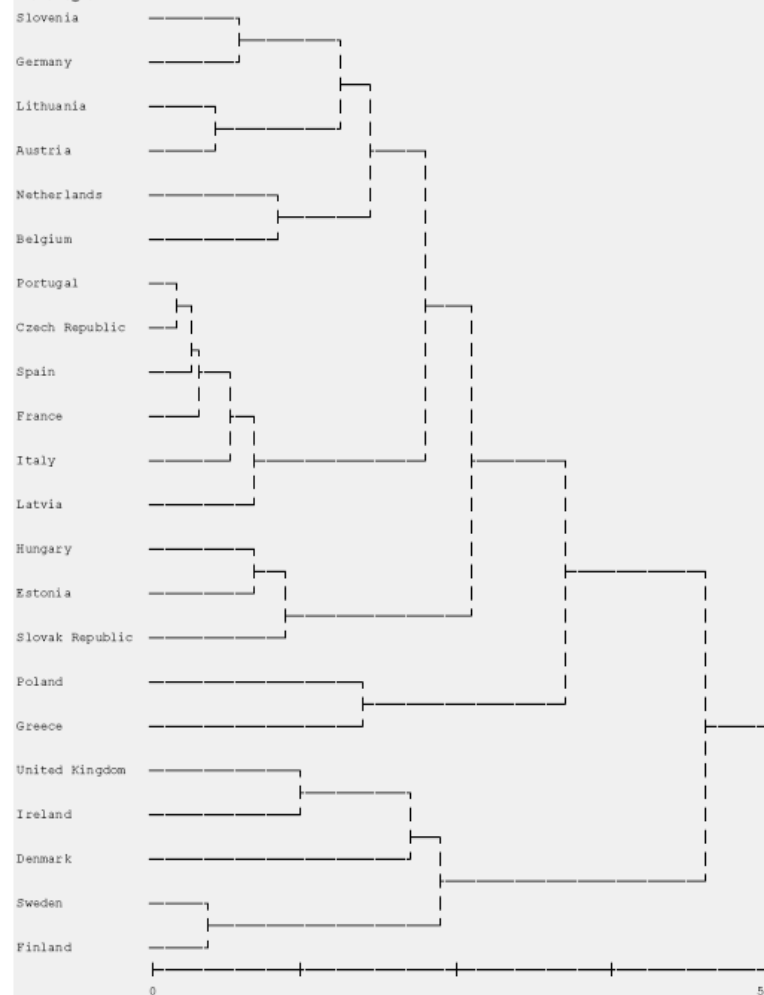 Slovenia
Germany
Lithuania
Austria
Netherlands
Belgium
Portugal
Czech Republic
Spain
France
Italy
Latvia
Hungary
Estonia
Slovak Republic
Poland
Greece
United Kingdom
Ireland
Denmark
Sweden
Finland
0 5